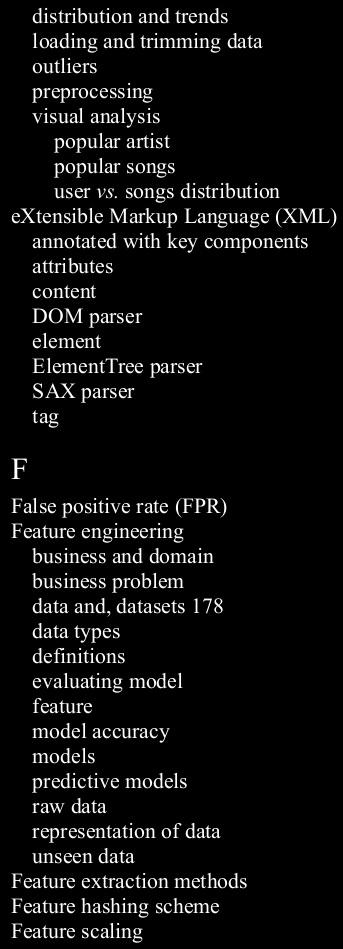 distribution and trends
loading and trimming data
outliers
preprocessing
visual analysis
popular artist
popular songs
user vs. songs distribution
eXtensible Markup Language (XML)
annotated with key components
attributes
content
DOM parser
element
ElementTree parser
SAX parser
tag
F
False positive rate (FPR)
Feature engineering
business and domain
business problem
data and, datasets 178
data types
definitions
evaluating model
feature
model accuracy
models
predictive models
raw data
representation of data
unseen data
Feature extraction methods
Feature hashing scheme
Feature scaling